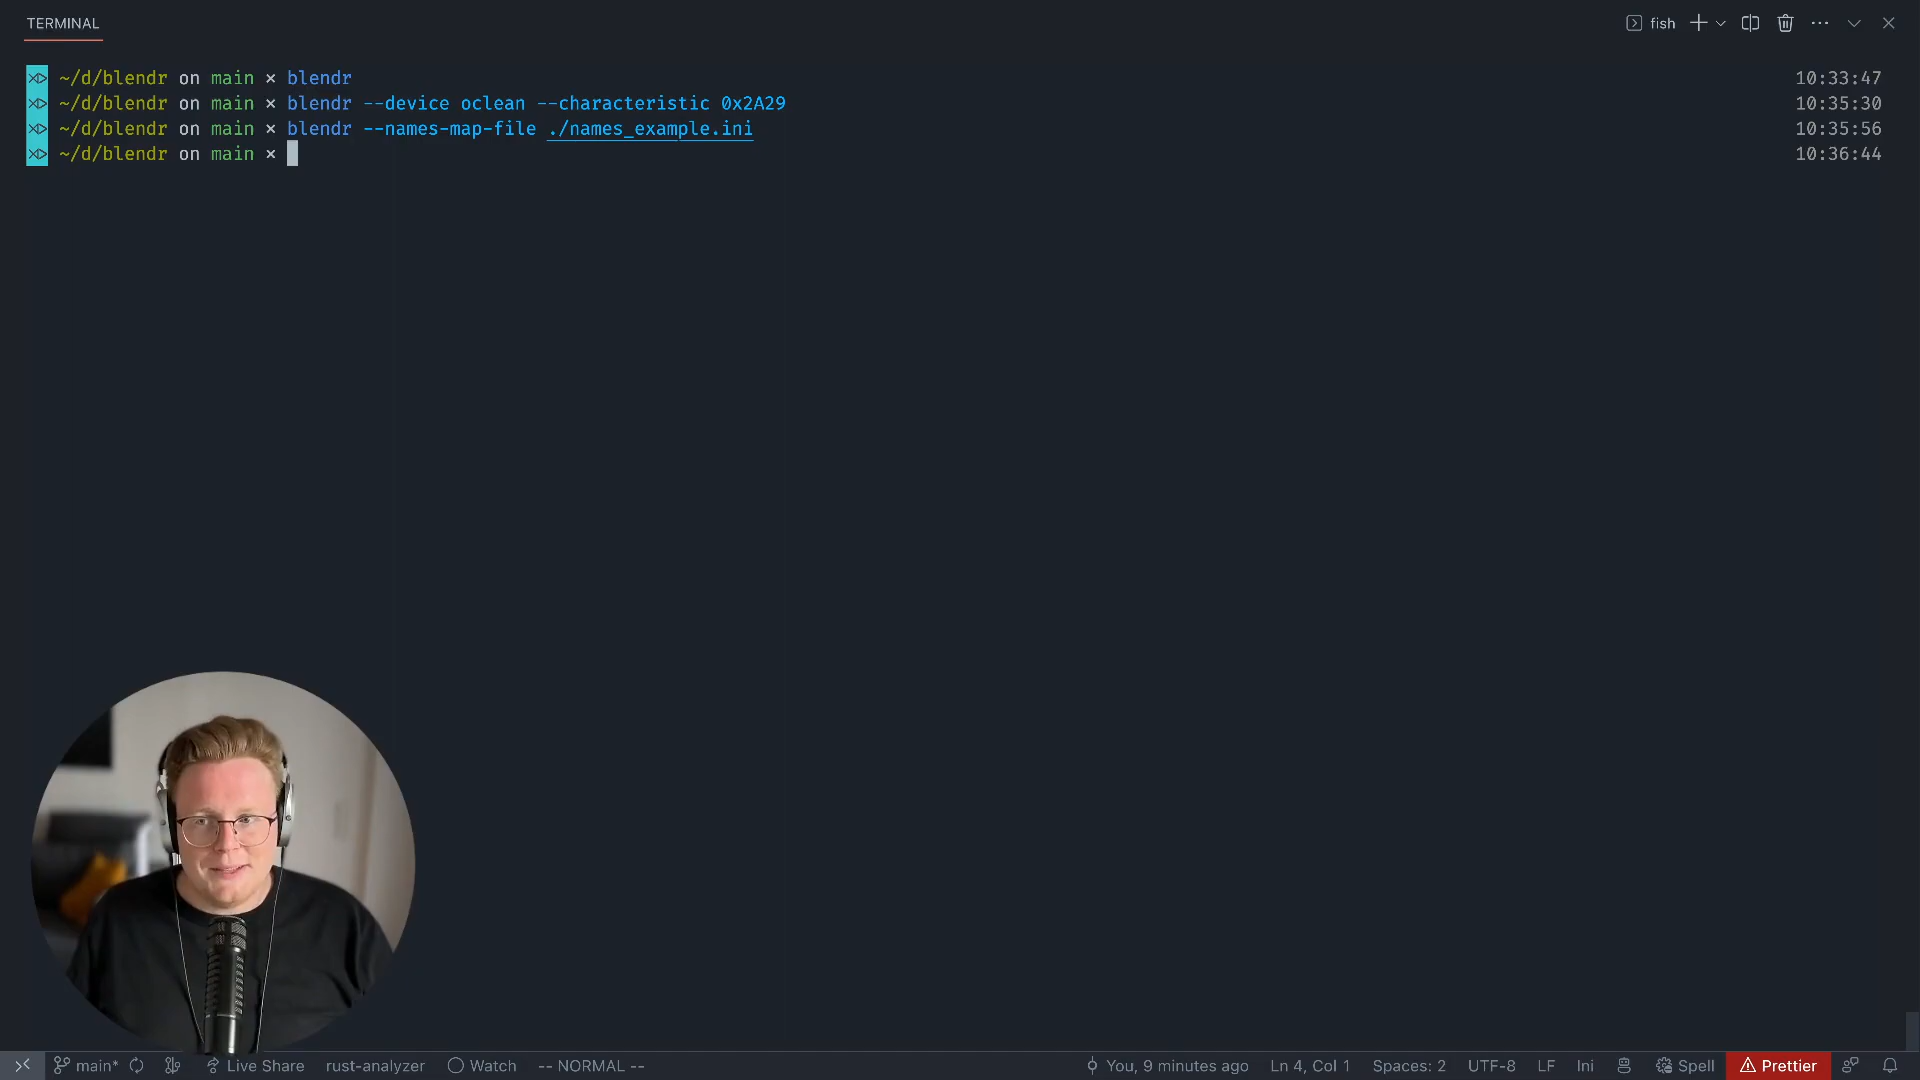 TERMINAL
fish
~/d/blendr on main × blendr 10:33:47
~/d/blendr on main × blendr --device oclean --characteristic 0x2A29 10:35:30
~/d/blendr on main × blendr --names-map-file ./names_example.ini 10:35:56
~/d/blendr on main × 10:36:44
main* Live Share rust-analyzer Watch -- NORMAL -- You, 9 minutes ago Ln 4, Col 1 Spaces: 2 UTF-8 LF Ini Spell Prettier